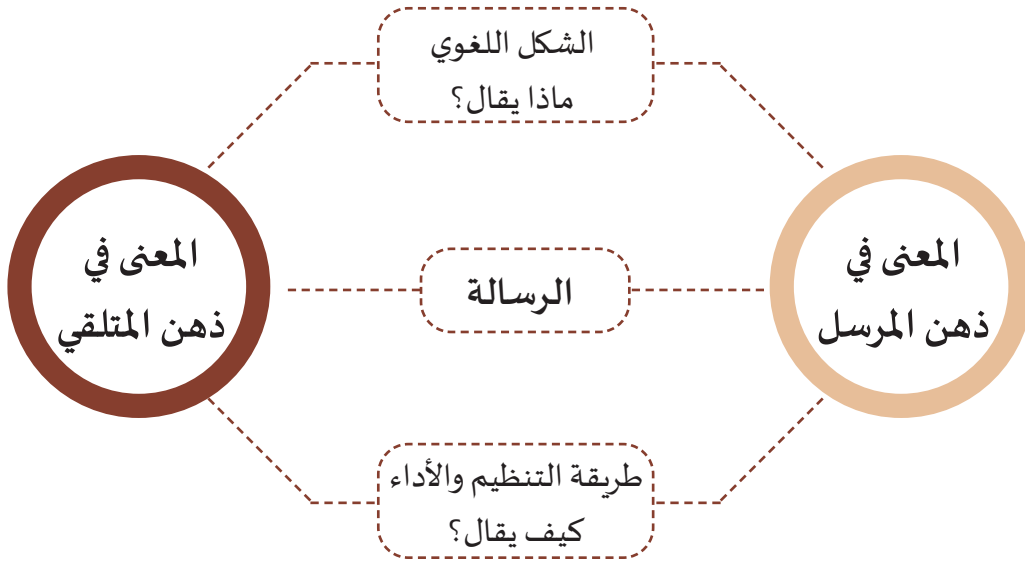 الشكل اللغوي
ماذا يقال؟
المعنى في
ذهن المرسل
الرسالة
المعنى في
ذهن المتلقي
طريقة التنظيم والأداء
كيف يقال؟